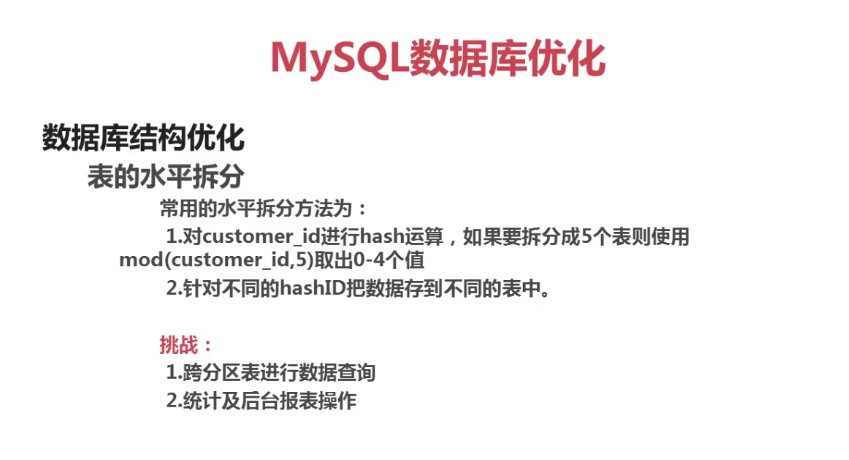 MySQL数据库优化
数据库结构优化
表的水平拆分
常用的水平拆分方法为：
1.对customer_id进行hash运算，如果要拆分成5个表则使用
mod(customer_id,5)取出0-4个值
2.针对不同的hashID把数据存到不同的表中。
挑战：
1.跨分区表进行数据查询
2.统计及后台报表操作